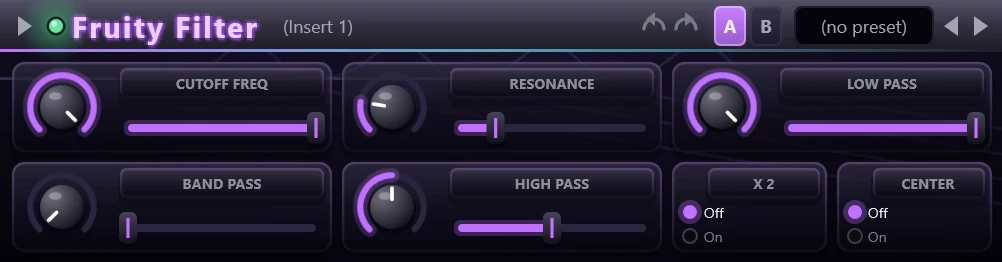 Fruity Filter (Insert 1) A B (no preset)
CUTOFF FREQ RESONANCE LOW PASS
BAND PASS HIGH PASS X 2 CENTER
Off Off
On On